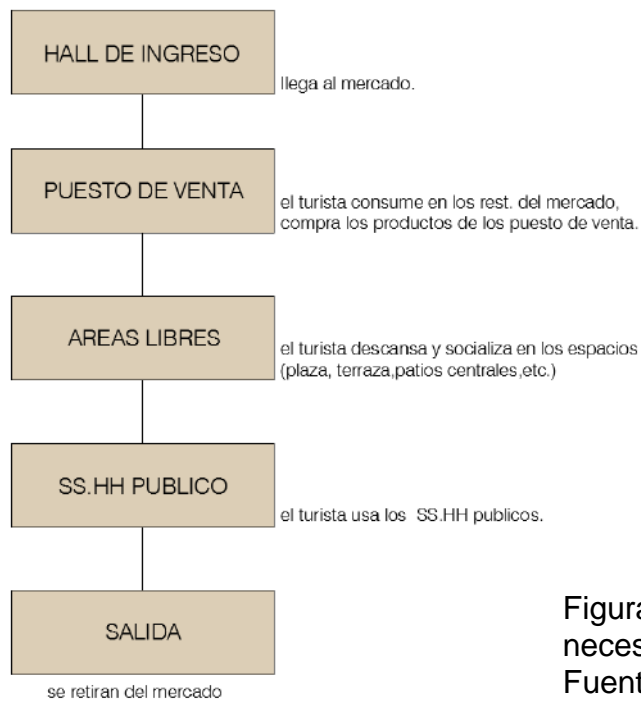 HALL DE INGRESO
llega al mercado.
PUESTO DE VENTA
el turista consume en los rest. del mercado,
compra los productos de los puesto de venta.
AREAS LIBRES
el turista descansa y socializa en los espacios
(plaza, terraza,patios centrales,etc.)
SS.HH PUBLICO
el turista usa los SS.HH publicos.
SALIDA
se retiran del mercado
Figura
neces
Fuent